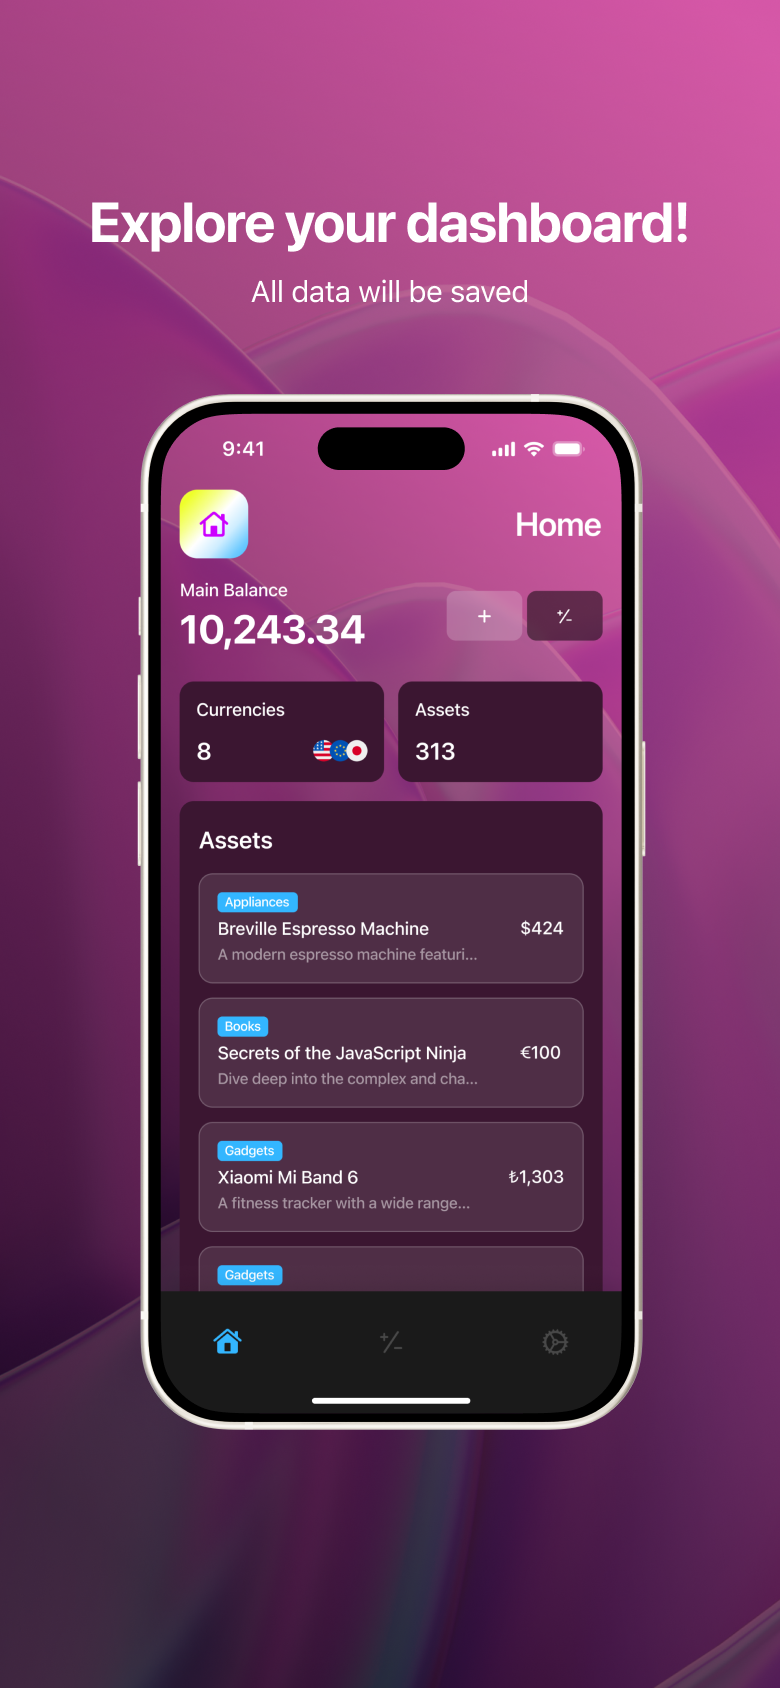 Explore your dashboard!
All data will be saved
9:41
Home
Main Balance
10,243.34
+
+/-
Currencies
8
Assets
313
Assets
Appliances
Breville Espresso Machine
$424
A modern espresso machine featuri...
Books
Secrets of the JavaScript Ninja
€100
Dive deep into the complex and cha...
Gadgets
Xiaomi Mi Band 6
₺1,303
A fitness tracker with a wide range...
Gadgets